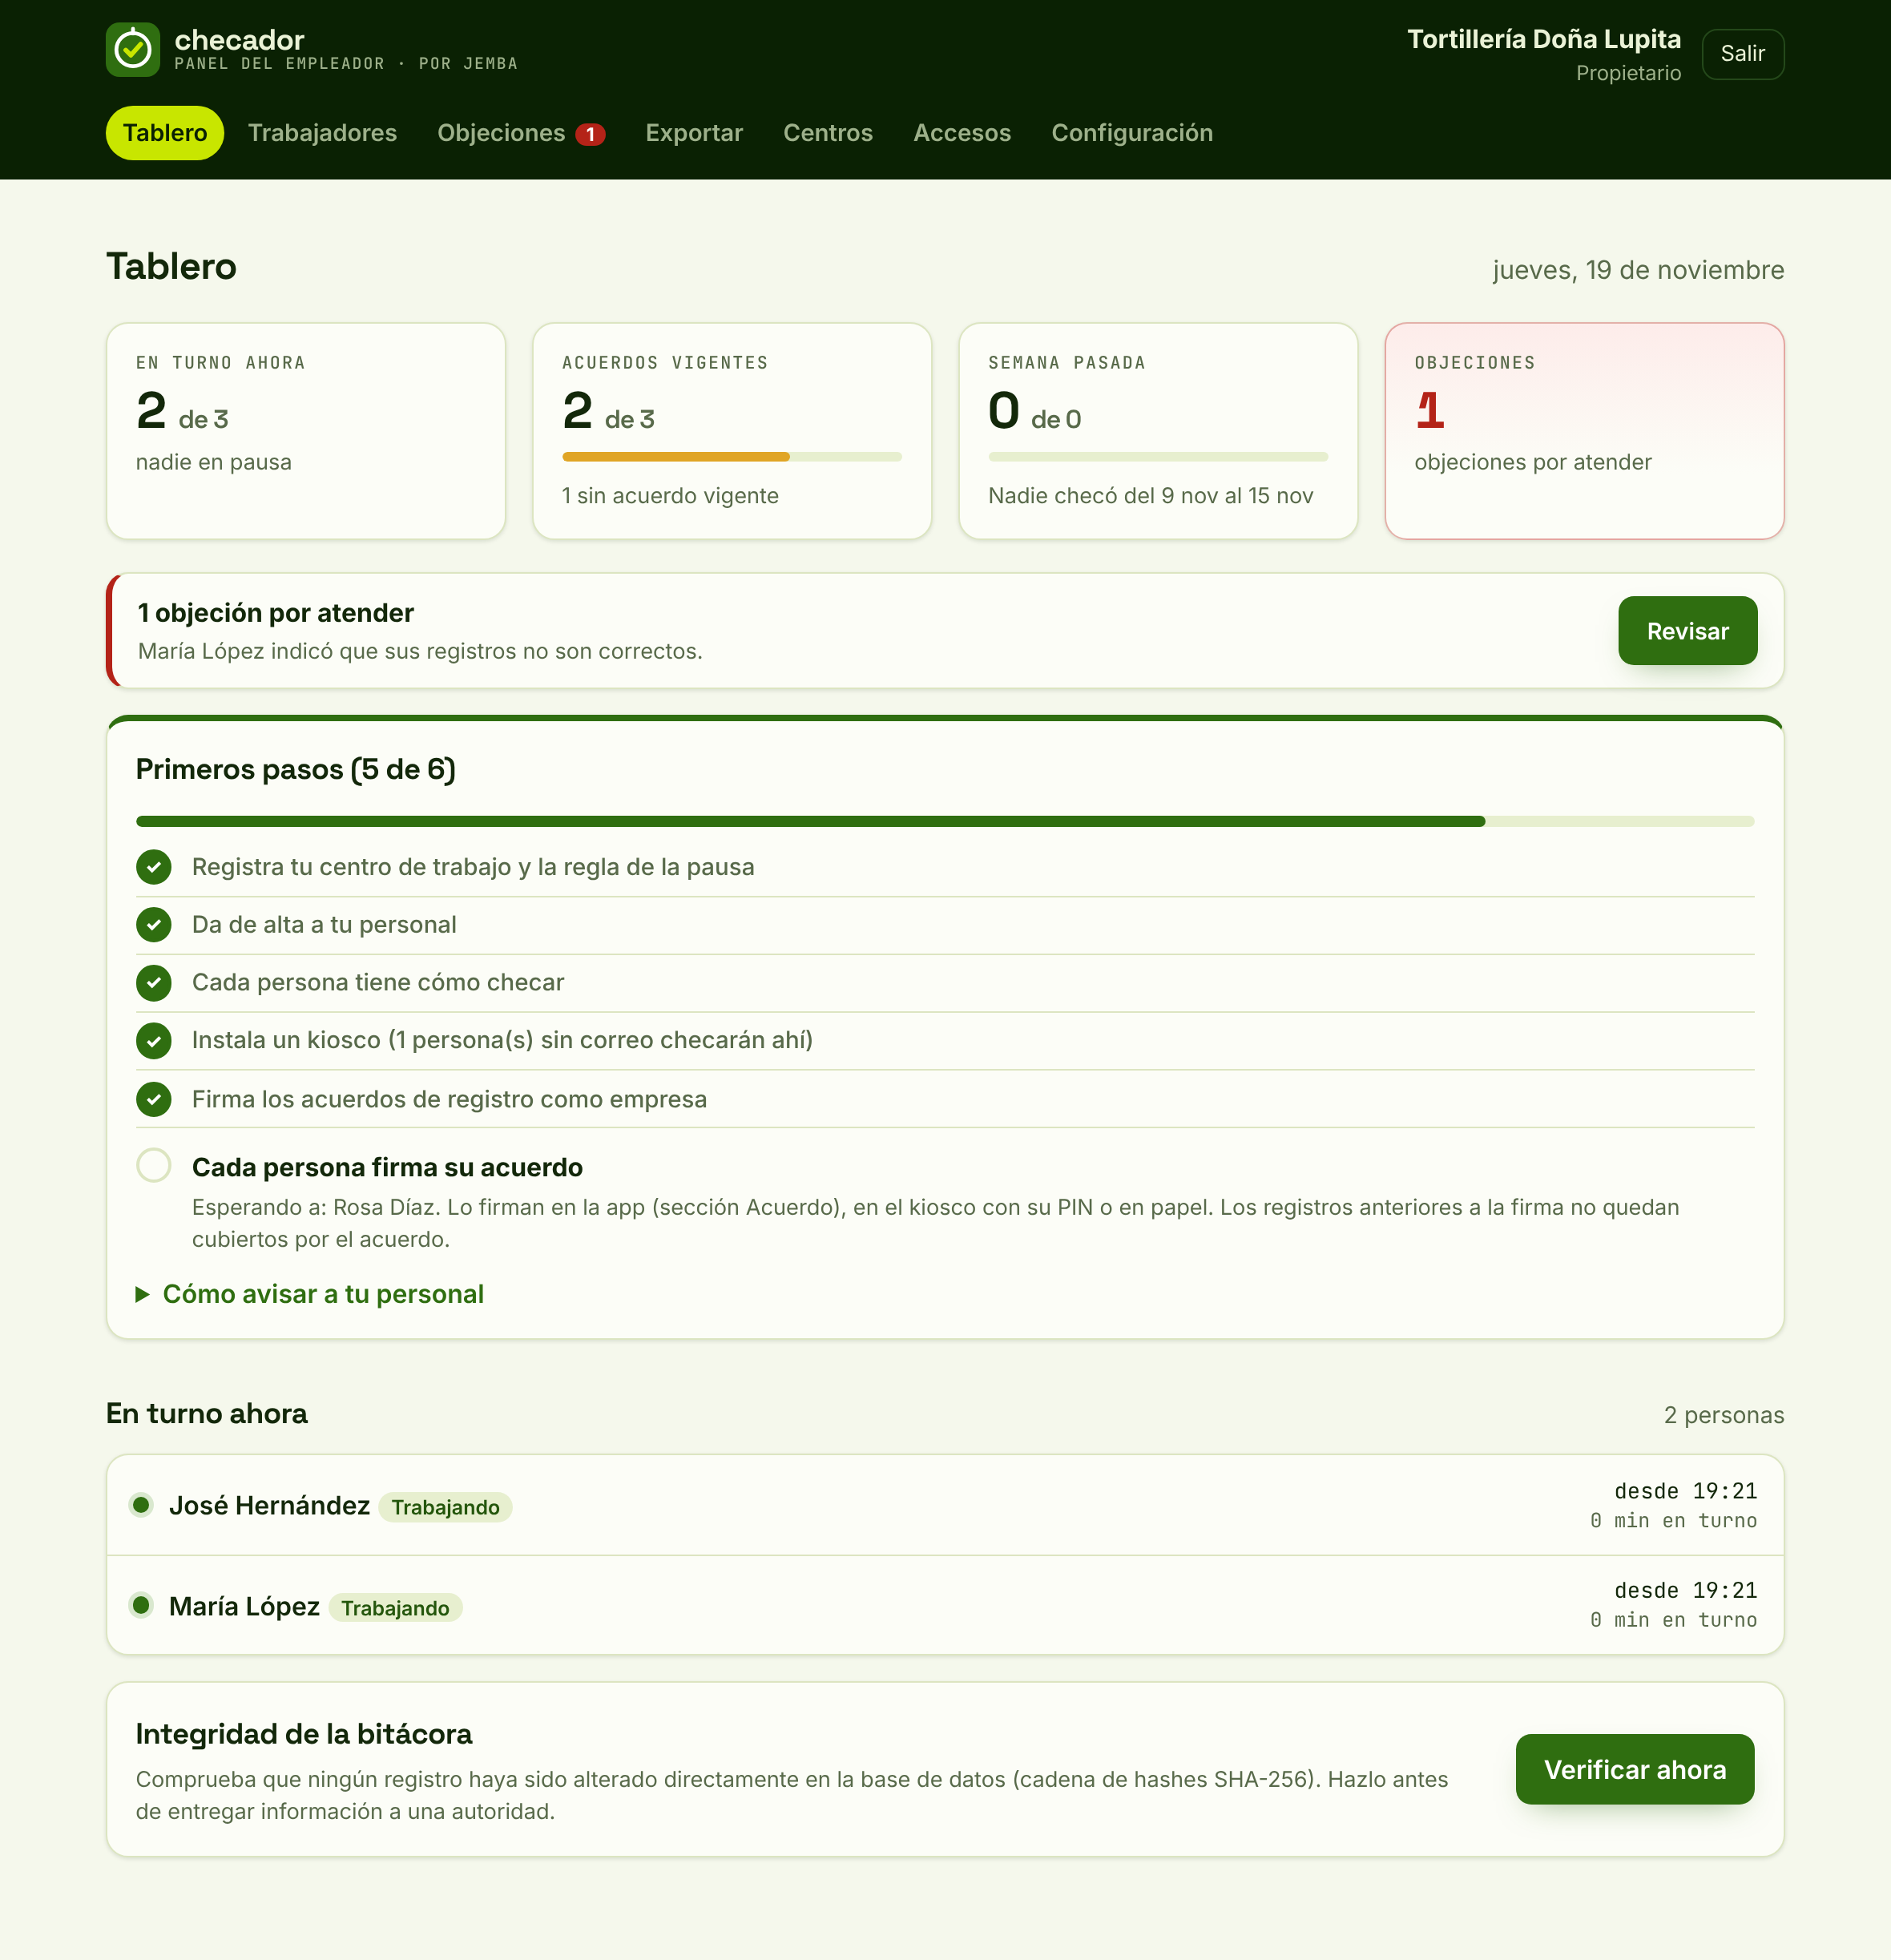 checador
PANEL DEL EMPLEADOR · POR JEMBA
Tortillería Doña Lupita
Propietario
Salir
Tablero
Trabajadores
Objeciones 1
Exportar
Centros
Accesos
Configuración
Tablero
jueves, 19 de noviembre
EN TURNO AHORA
2 de 3
nadie en pausa
ACUERDOS VIGENTES
2 de 3
1 sin acuerdo vigente
SEMANA PASADA
0 de 0
Nadie checó del 9 nov al 15 nov
OBJECIONES
1
objeciones por atender
1 objeción por atender
María López indicó que sus registros no son correctos.
Revisar
Primeros pasos (5 de 6)
Registra tu centro de trabajo y la regla de la pausa
Da de alta a tu personal
Cada persona tiene cómo checar
Instala un kiosco (1 persona(s) sin correo checarán ahí)
Firma los acuerdos de registro como empresa
Cada persona firma su acuerdo
Esperando a: Rosa Díaz. Lo firman en la app (sección Acuerdo), en el kiosco con su PIN o en papel. Los registros anteriores a la firma no quedan
cubiertos por el acuerdo.
Cómo avisar a tu personal
En turno ahora
2 personas
José Hernández Trabajando
desde 19:21
0 min en turno
María López Trabajando
desde 19:21
0 min en turno
Integridad de la bitácora
Comprueba que ningún registro haya sido alterado directamente en la base de datos (cadena de hashes SHA-256). Hazlo antes
de entregar información a una autoridad.
Verificar ahora